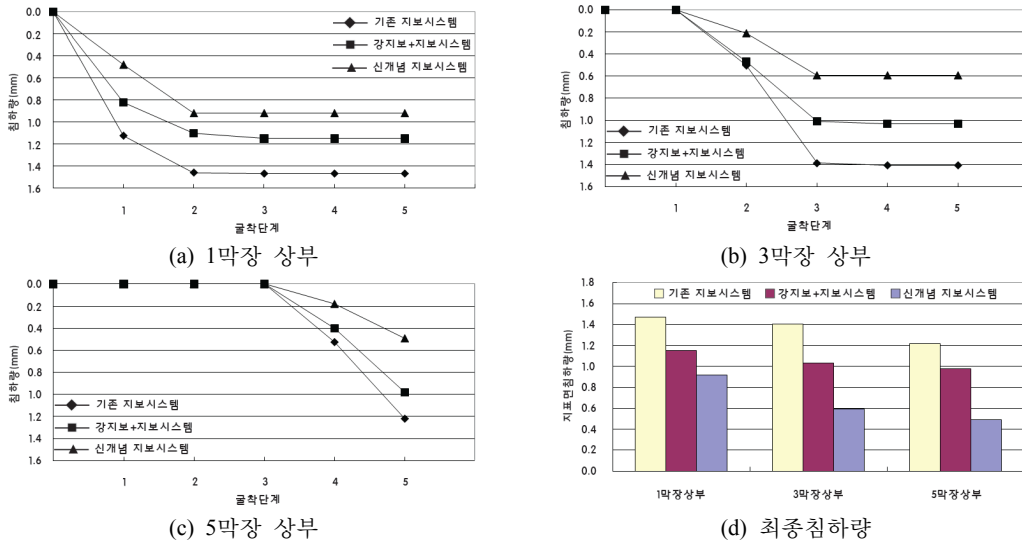 0.0
0.2
0.4
0.6
0.8
1.0
1.2
1.4
1.6
침하량(mm)
기존 지보시스템
강지보+지보시스템
신개념 지보시스템
1 2 3 4 5
굴착단계
(a) 1막장 상부
0.0
0.2
0.4
0.6
0.8
1.0
1.2
1.4
1.6
침하량(mm)
기존 지보시스템
강지보+지보시스템
신개념 지보시스템
1 2 3 4 5
굴착단계
(b) 3막장 상부
0.0
0.2
0.4
0.6
0.8
1.0
1.2
1.4
1.6
침하량(mm)
기존 지보시스템
강지보+지보시스템
신개념 지보시스템
1 2 3 4 5
굴착단계
(c) 5막장 상부
1.8
1.6
1.4
1.2
1.0
0.8
0.6
0.4
0.2
0.0
지표면침하량(mm)
기존 지보시스템 강지보+지보시스템 신개념 지보시스템
1막장상부 3막장상부 5막장상부
(d) 최종침하량